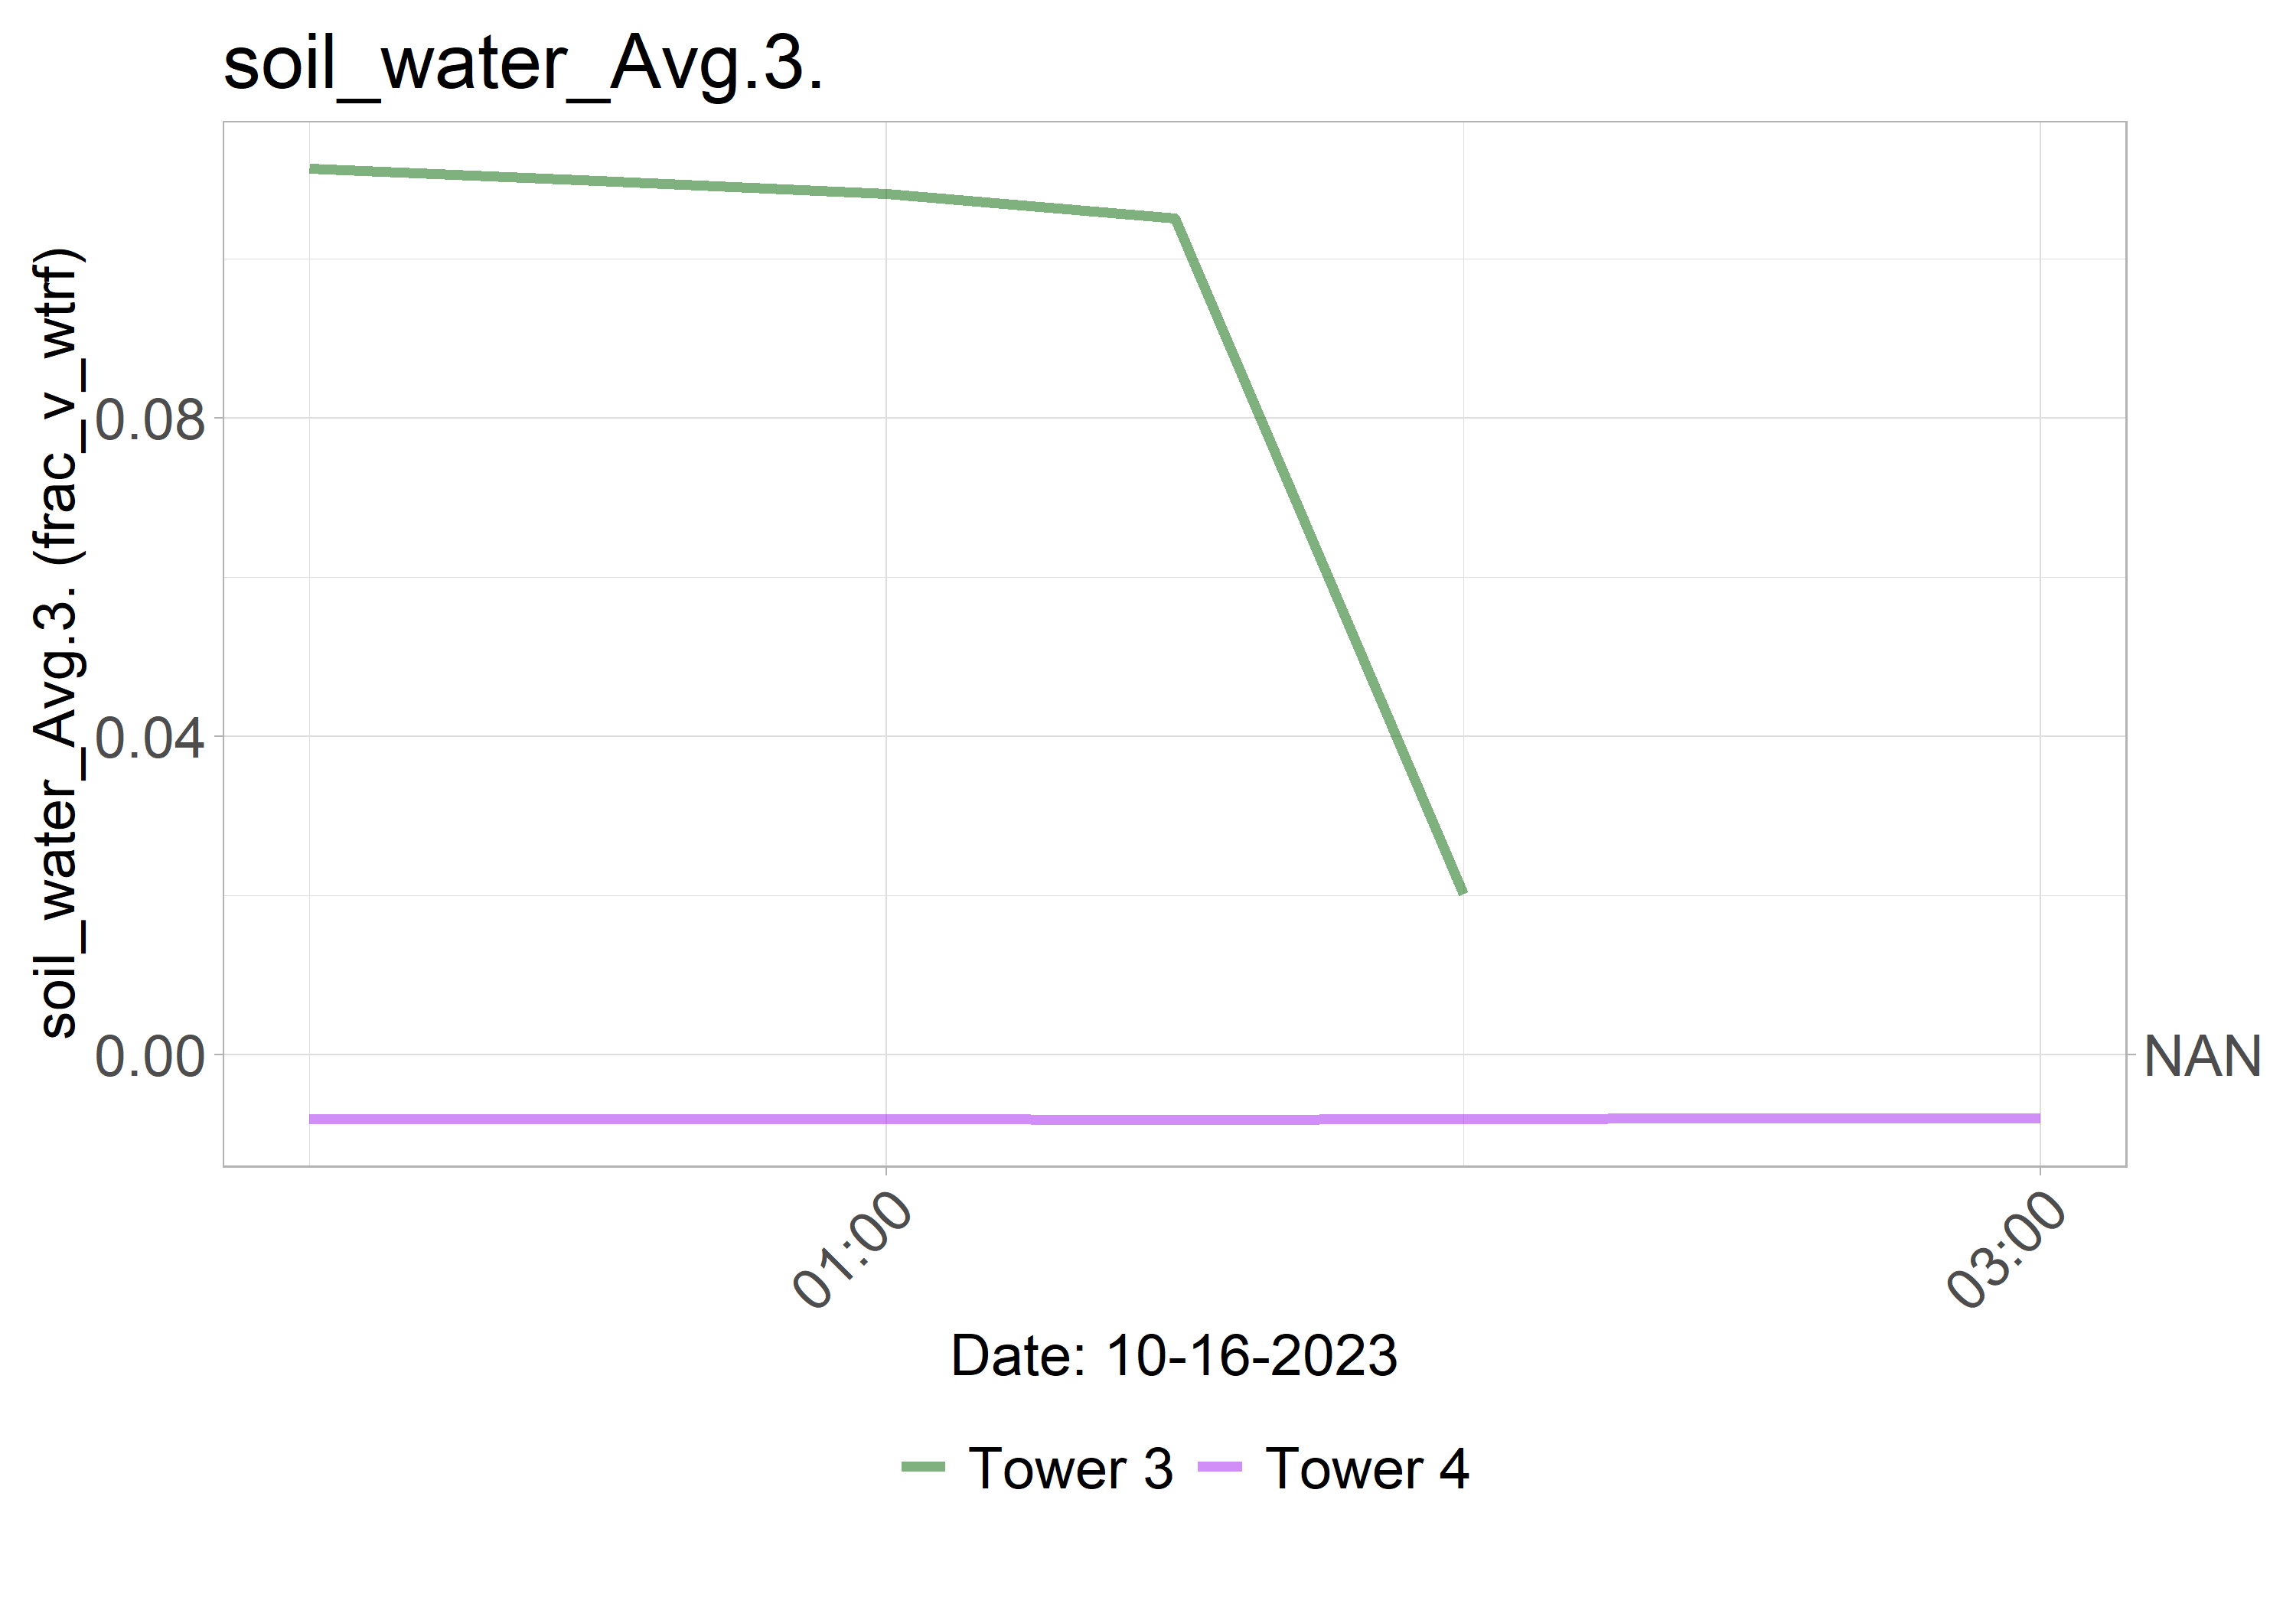 soil_water_Avg.3.
soil_water_Avg.3. (frac_v_wtrf)
0.08
0.04
0.00
NAN
01:00
03:00
Date: 10-16-2023
Tower 3
Tower 4